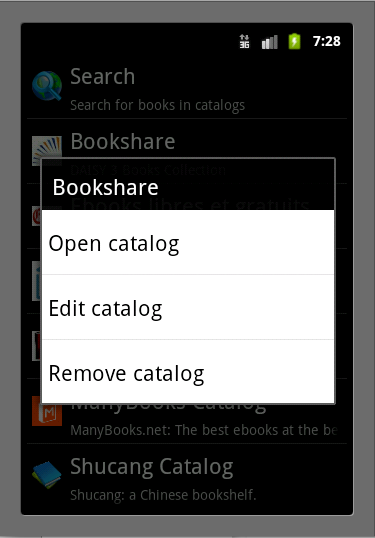 3G 7:28
Search
Search for books in catalogs
Bookshare
Bookshare
Ebooks libres et gratuits
Open catalog
Edit catalog
Remove catalog
ManyBooks Catalog
ManyBooks.net: The best ebooks at the be
Shucang Catalog
Shucang: a Chinese bookshelf.